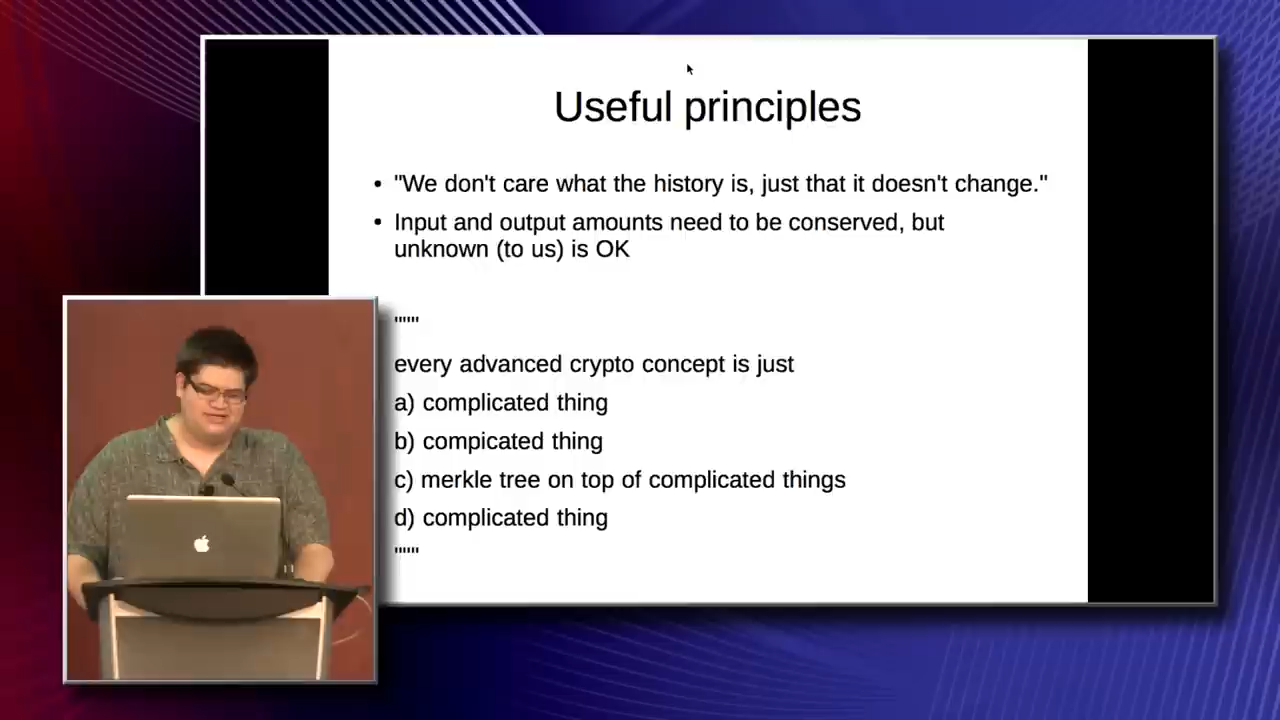 Useful principles
• "We don't care what the history is, just that it doesn't change."
• Input and output amounts need to be conserved, but
unknown (to us) is OK
"""
every advanced crypto concept is just
a) complicated thing
b) compicated thing
c) merkle tree on top of complicated things
d) complicated thing
"""